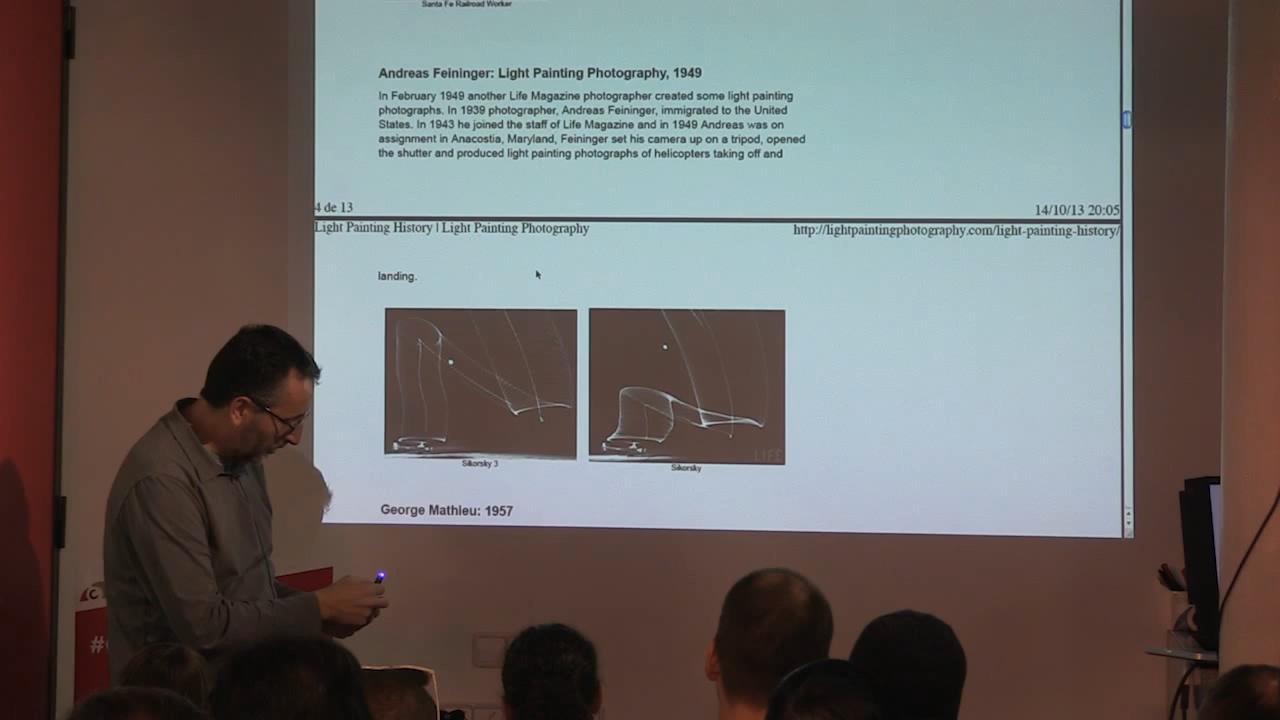 Santa Fe Railroad Worker
Andreas Feininger: Light Painting Photography, 1949
In February 1949 another Life Magazine photographer created some light painting
photographs. In 1939 photographer, Andreas Feininger, immigrated to the United
States. In 1943 he joined the staff of Life Magazine and in 1949 Andreas was on
assignment in Anacostia, Maryland, Feininger set his camera up on a tripod, opened
the shutter and produced light painting photographs of helicopters taking off and
4 de 13
14/10/13 20:05
Light Painting History | Light Painting Photography
http://lightpaintingphotography.com/light-painting-history/
landing.
LIFE
Sikorsky 3
Sikorsky
George Mathieu: 1957